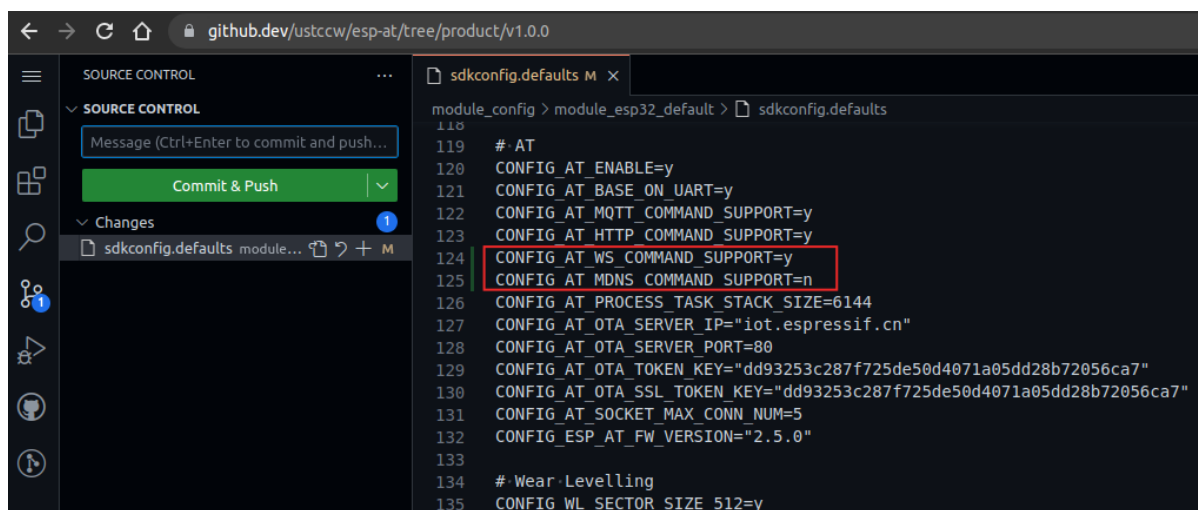 github.dev/ustccw/esp-at/tree/product/v1.0.0
SOURCE CONTROL ...
SOURCE CONTROL
Message (Ctrl+Enter to commit and push...
Commit & Push
Changes 1
sdkconfig.defaults module... M
1
sdkconfig.defaults M
module_config > module_esp32_default > sdkconfig.defaults
118
119 # AT
120 CONFIG_AT_ENABLE=y
121 CONFIG_AT_BASE_ON_UART=y
122 CONFIG_AT_MQTT_COMMAND_SUPPORT=y
123 CONFIG_AT_HTTP_COMMAND_SUPPORT=y
124 CONFIG_AT_WS_COMMAND_SUPPORT=y
125 CONFIG_AT_MDNS_COMMAND_SUPPORT=n
126 CONFIG_AT_PROCESS_TASK_STACK_SIZE=6144
127 CONFIG_AT_OTA_SERVER_IP="iot.espressif.cn"
128 CONFIG_AT_OTA_SERVER_PORT=80
129 CONFIG_AT_OTA_TOKEN_KEY="dd93253c287f725de50d4071a05dd28b72056ca7"
130 CONFIG_AT_OTA_SSL_TOKEN_KEY="dd93253c287f725de50d4071a05dd28b72056ca7"
131 CONFIG_AT_SOCKET_MAX_CONN_NUM=5
132 CONFIG_ESP_AT_FW_VERSION="2.5.0"
133
134 # Wear Levelling
135 CONFIG_WL_SECTOR_SIZE_512=y